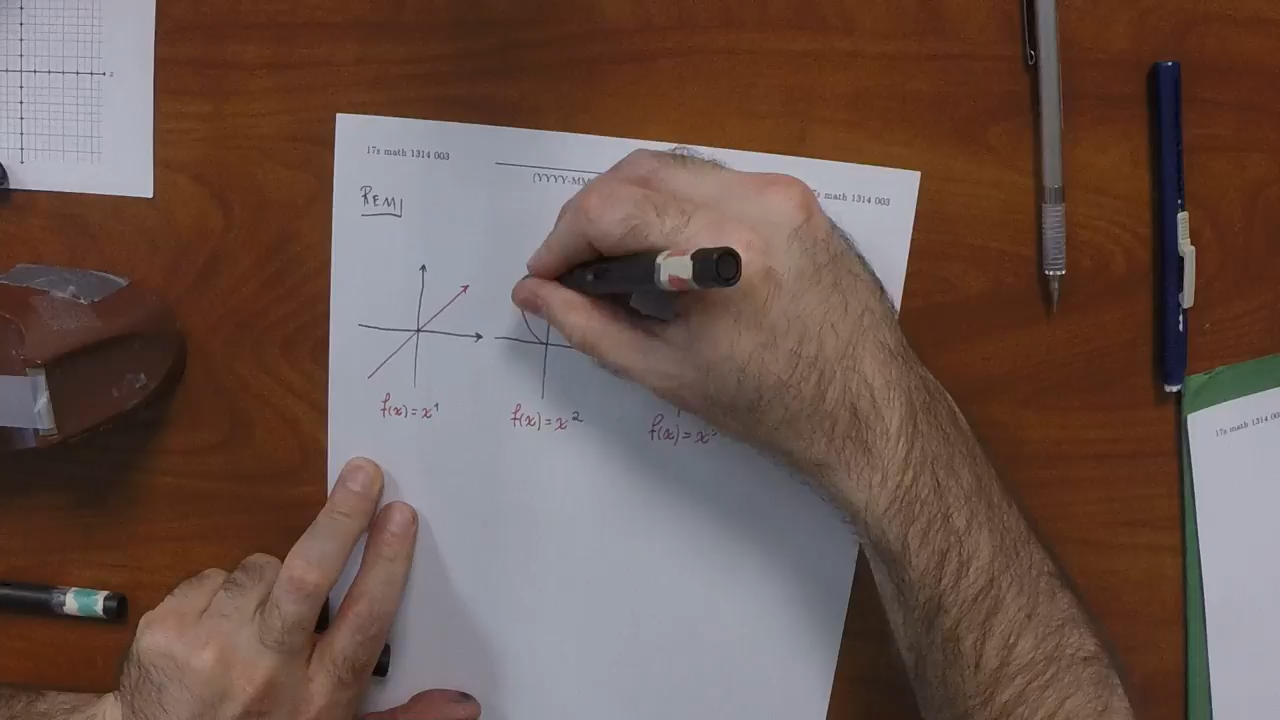 17s math 1314 003
(YYYY-MM
17s math 1314 003
REM
f(x) = x¹
f(x) = x²
f(x) = x
x
17s math 1314 003